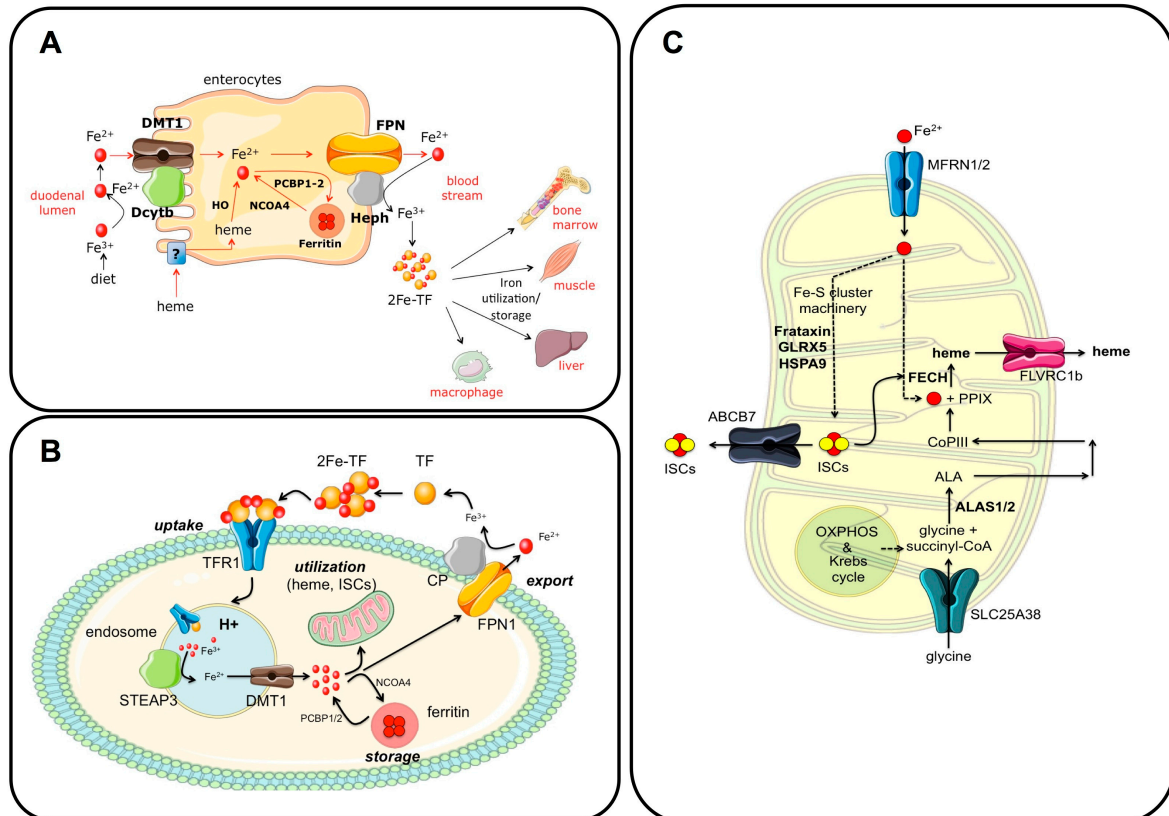 A
enterocytes
DMT1
FPN
Fe2+
Fe2+
Fe2+
Fe2+
duodenal
lumen
Dcytb
Fe3+
diet
HO
NCOA4
PCBP1-2
heme
?
heme
Ferritin
Heph
blood
stream
Fe3+
2Fe-TF
Iron
utilization/
storage
bone
marrow
muscle
liver
macrophage
B
2Fe-TF
TF
uptake
Fe3+
Fe2+
TFR1
CP
export
utilization
(heme, ISCs)
FPN1
endosome
H+
Fe3+
STEAP3
Fe2+
DMT1
NCOA4
PCBP1/2
ferritin
storage
C
Fe2+
MFRN1/2
Fe-S cluster
machinery
Frataxin
GLRX5
HSPA9
heme
heme
FLVRC1b
FECH
+ PPIX
ABCB7
CoPIII
ISCs
ISCs
ALA
ALAS1/2
OXPHOS
&
Krebs
cycle
glycine +
succinyl-CoA
SLC25A38
glycine